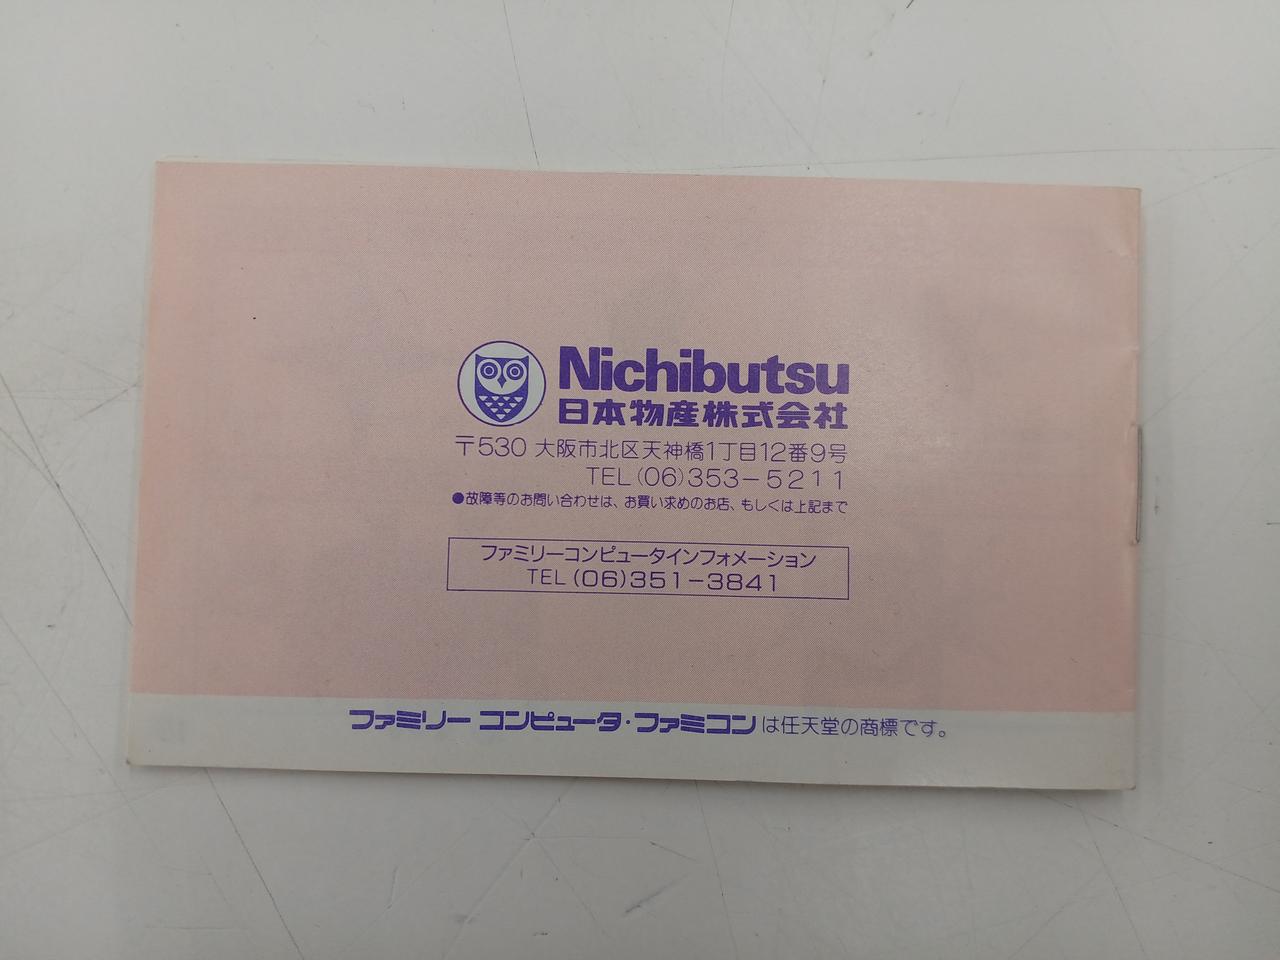 Nichibutsu
日本物産株式会社
〒530 大阪市北区天神橋1丁目12番9号
TEL(06)353-5211
●故障等のお問い合わせは、お買い求めのお店、もしくは上記まで
ファミリーコンピュータインフォメーション
TEL(06)351-3841
ファミリー コンピュータ・ファミコンは任天堂の商標です。